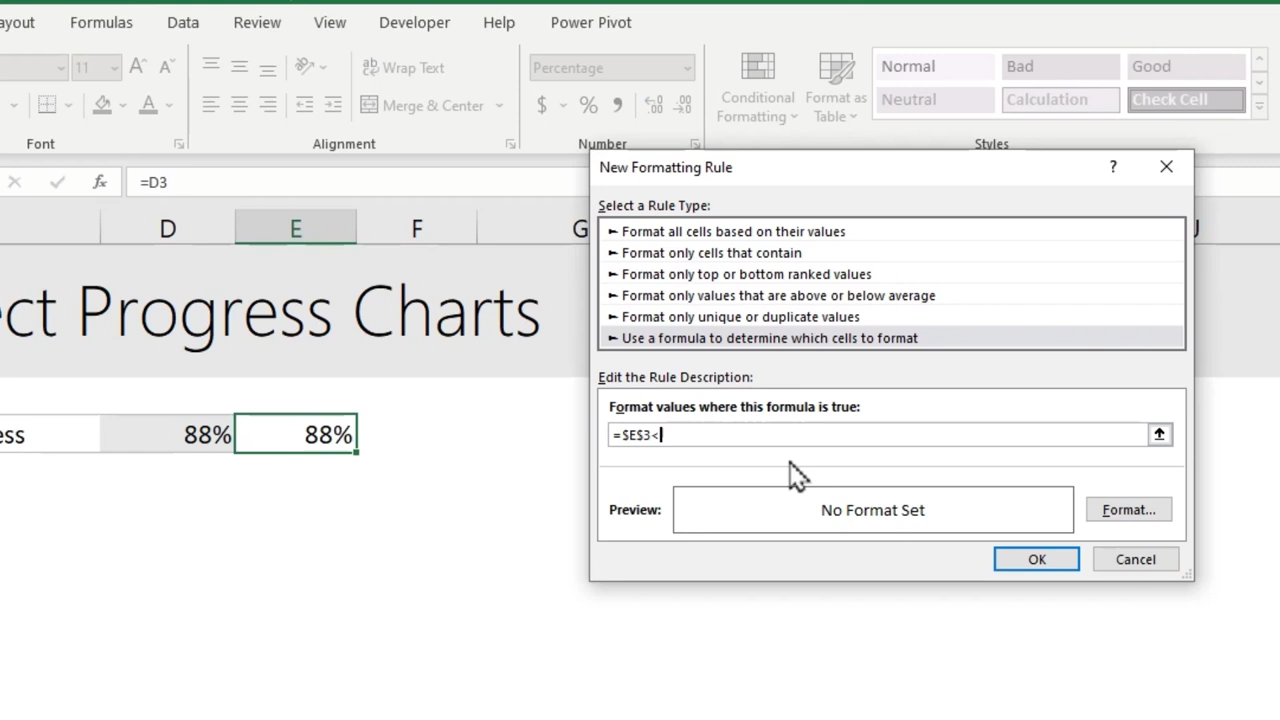 ayout Formulas Data Review View Developer Help Power Pivot
11 A^ A˅ ab Wrap Text Percentage Normal Bad Good
Merge & Center $ % , Conditional Formatting Format as Table Neutral Calculation Check Cell
Font Alignment Number Styles
fx =D3
D E F G
ect Progress Charts
ess 88% 88%
New Formatting Rule ?
Select a Rule Type:
► Format all cells based on their values
► Format only cells that contain
► Format only top or bottom ranked values
► Format only values that are above or below average
► Format only unique or duplicate values
► Use a formula to determine which cells to format
Edit the Rule Description:
Format values where this formula is true:
=$E$3<
Preview: No Format Set Format...
OK Cancel